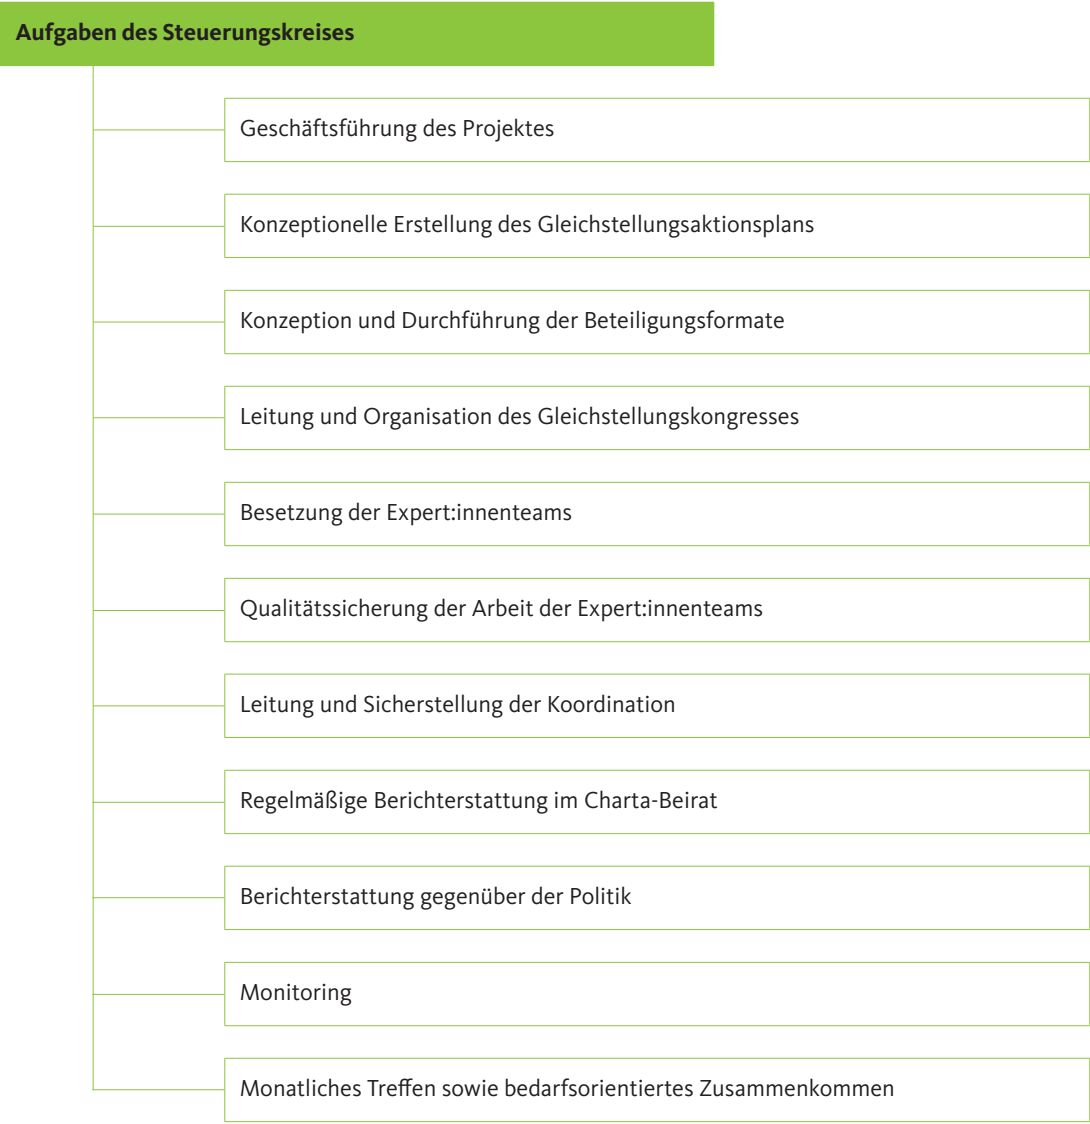 Aufgaben des Steuerungskreises
Geschäftsführung des Projektes
Konzeptionelle Erstellung des Gleichstellungsaktionsplans
Konzeption und Durchführung der Beteiligungsformate
Leitung und Organisation des Gleichstellungskongresses
Besetzung der Expert:innenteams
Qualitätssicherung der Arbeit der Expert:innenteams
Leitung und Sicherstellung der Koordination
Regelmäßige Berichterstattung im Charta-Beirat
Berichterstattung gegenüber der Politik
Monitoring
Monatliches Treffen sowie bedarfsorientiertes Zusammenkommen